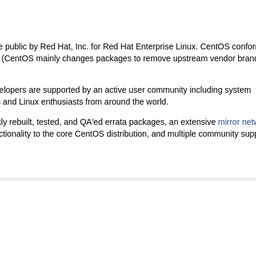 e public by Red Hat, Inc. for Red Hat Enterprise Linux. CentOS confor
(CentOS mainly changes packages to remove upstream vendor brand
elopers are supported by an active user community including system
and Linux enthusiasts from around the world.
ly rebuilt, tested, and QA'ed errata packages, an extensive mirror netw
ctionality to the core CentOS distribution, and multiple community supp